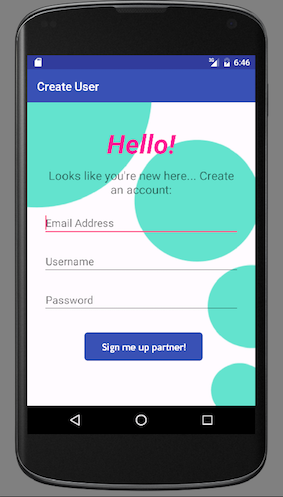 3G 6:46
Create User
Hello!
Looks like you're new here... Create
an account:
Email Address
Username
Password
Sign me up partner!